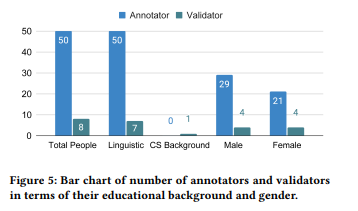 Annotator Validator
50
40
30
20
10
0
50 8 50 7 0 1 29 4 21 4
Total People Linguistic CS Background Male Female
Figure 5: Bar chart of number of annotators and validators
in terms of their educational background and gender.